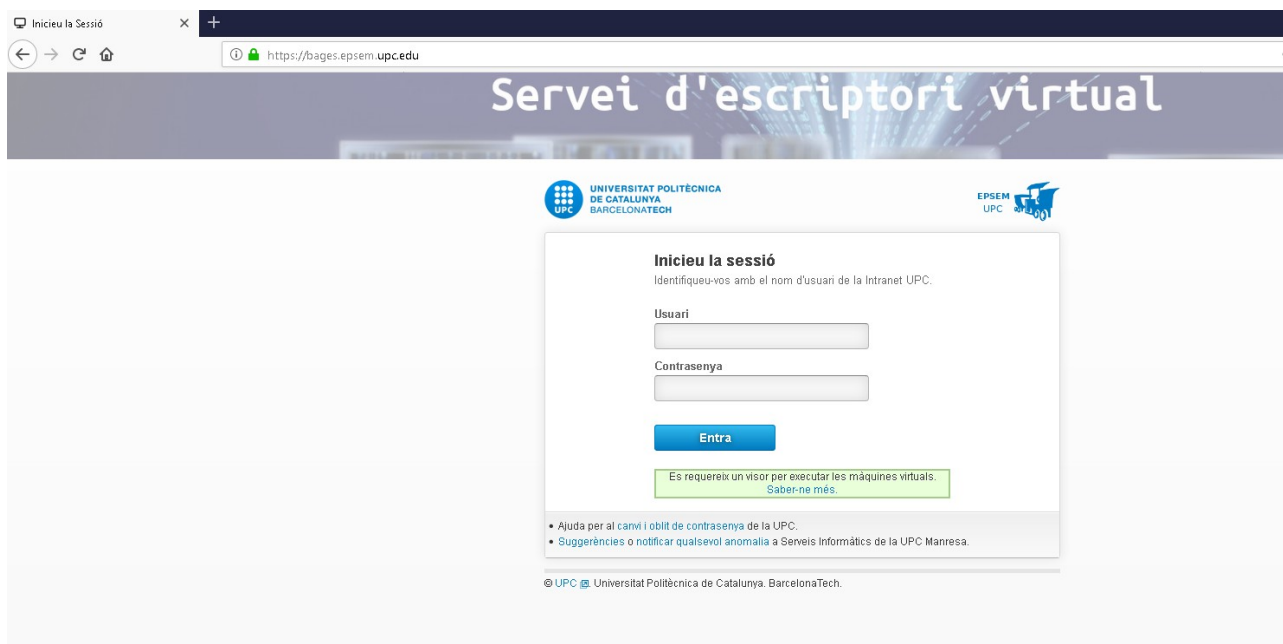 Inicieu la Sessió
https://bages.epsem.upc.edu
Servei d'escriptori virtual
UNIVERSITAT POLITÈCNICA
DE CATALUNYA
BARCELONATECH
UPC
EPSEM
UPC
Inicieu la sessió
Identifiqueu-vos amb el nom d'usuari de la Intranet UPC.
Usuari
Contrasenya
Entra
Es requereix un visor per executar les màquines virtuals.
Saber-ne més.
• Ajuda per al canvi i oblit de contrasenya de la UPC.
• Suggerències o notificar qualsevol anomalia a Serveis Informàtics de la UPC Manresa.
© UPC Universitat Politècnica de Catalunya. BarcelonaTech.